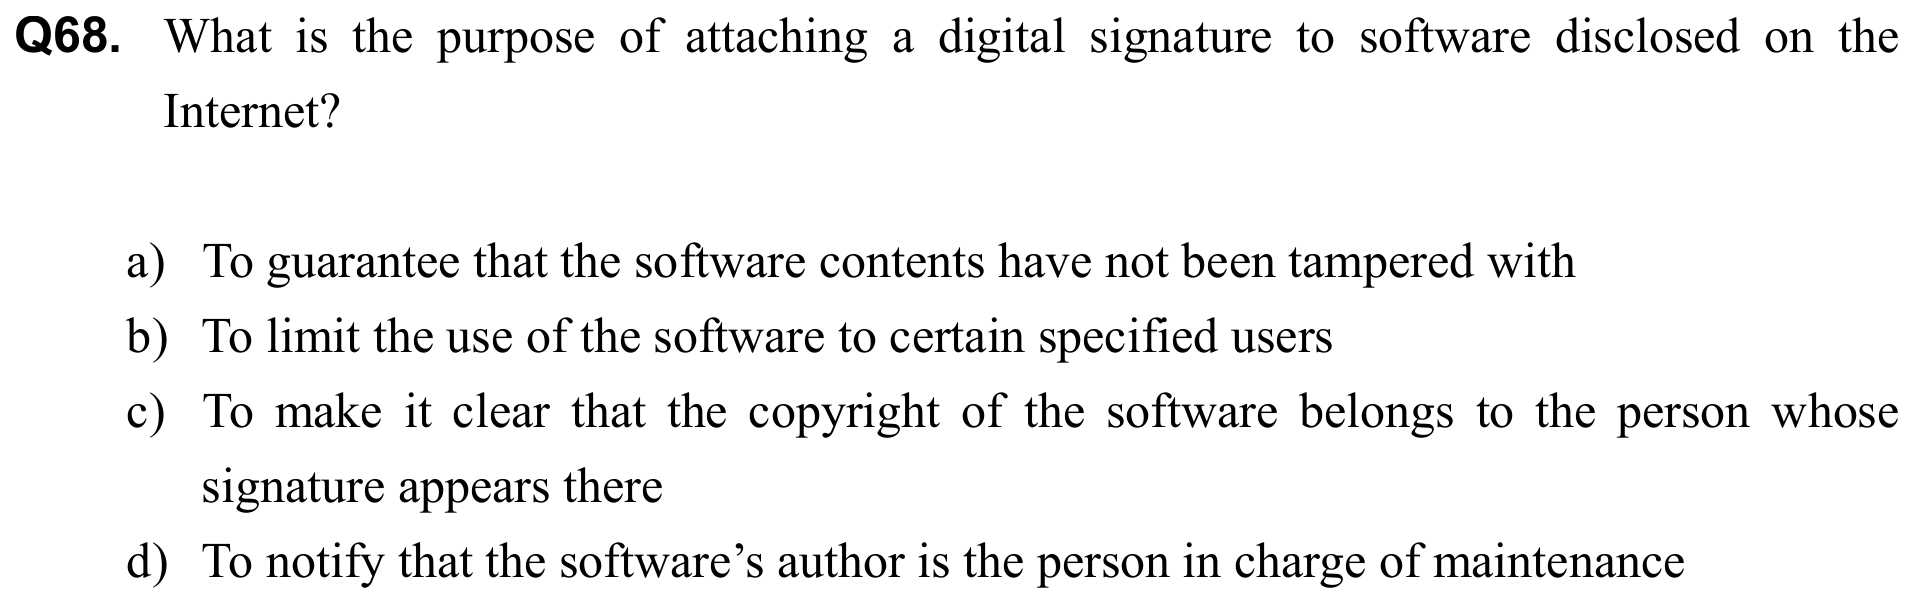 Q68. What is the purpose of attaching a digital signature to software disclosed on the
Internet?
a) To guarantee that the software contents have not been tampered with
b) To limit the use of the software to certain specified users
c) To make it clear that the copyright of the software belongs to the person whose
signature appears there
d) To notify that the software’s author is the person in charge of maintenance